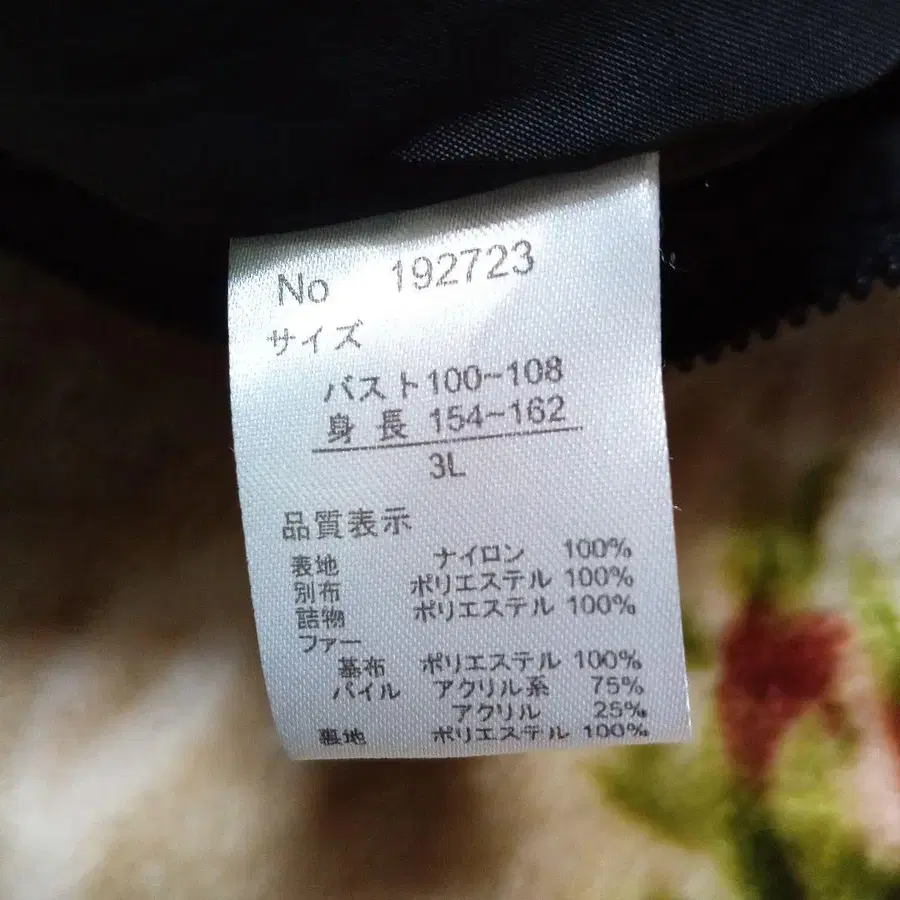 No 192723
サイズ
バスト100~108
身 長 154~162
3L
品質表示
表地 ナイロン 100%
別布 ポリエステル 100%
詰物 ポリエステル 100%
ファー
基布 ポリエステル 100%
パイル アクリル系 75%
アクリル 25%
裏地 ポリエステル 100%